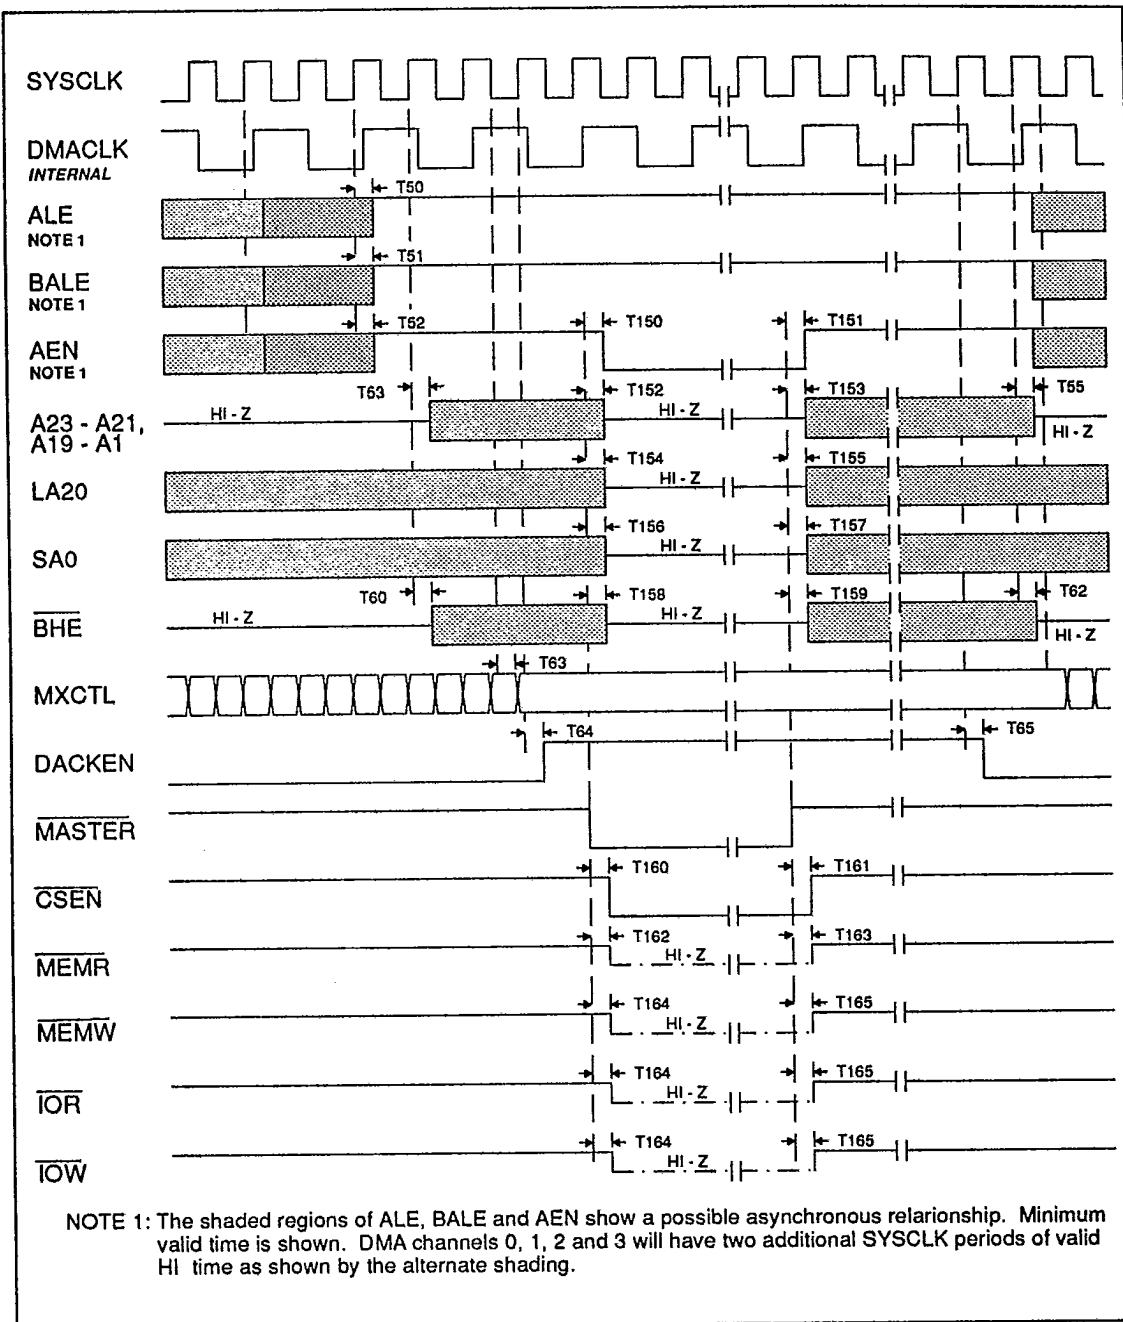 SYSCLK
DMACLK
INTERNAL
T50
ALE
NOTE 1
T51
BALE
NOTE 1
T52 T150 T151
AEN
NOTE 1
T53 T152 T153 T55
HI - Z HI - Z HI - Z
A23 - A21,
A19 - A1
T154 T155
LA20 HI - Z
T156 T157
SA0 HI - Z
T60 T158 T159 T62
BHE HI - Z HI - Z HI - Z
T63
MXCTL
T64 T65
DACKEN
MASTER
T160 T161
CSEN
T162 T163
MEMR HI - Z
T164 T165
MEMW HI - Z
T164 T165
IOR HI - Z
T164 T165
IOW HI - Z
NOTE 1: The shaded regions of ALE, BALE and AEN show a possible asynchronous relarionship. Minimum
valid time is shown. DMA channels 0, 1, 2 and 3 will have two additional SYSCLK periods of valid
HI time as shown by the alternate shading.